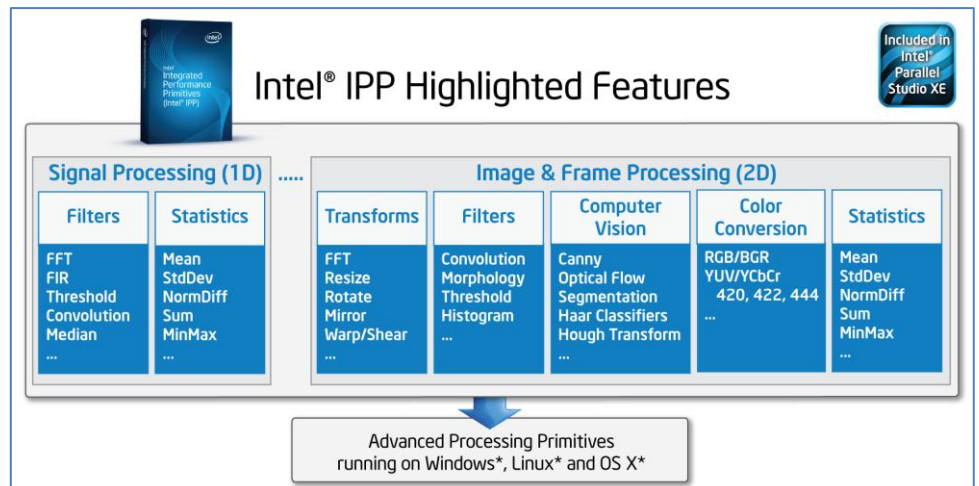 intel
Intel
Integrated
Performance
Primitives
(Intel® IPP)
Intel® IPP Highlighted Features
Included in
Intel®
Parallel
Studio XE
Signal Processing (1D)
.....
Image & Frame Processing (2D)
Filters
FFT
FIR
Threshold
Convolution
Median
...
Statistics
Mean
StdDev
NormDiff
Sum
MinMax
...
Transforms
FFT
Resize
Rotate
Mirror
Warp/Shear
...
Filters
Convolution
Morphology
Threshold
Histogram
...
Computer
Vision
Canny
Optical Flow
Segmentation
Haar Classifiers
Hough Transform
...
Color
Conversion
RGB/BGR
YUV/YCbCr
420, 422, 444
...
Statistics
Mean
StdDev
NormDiff
Sum
MinMax
...
Advanced Processing Primitives
running on Windows*, Linux* and OS X*